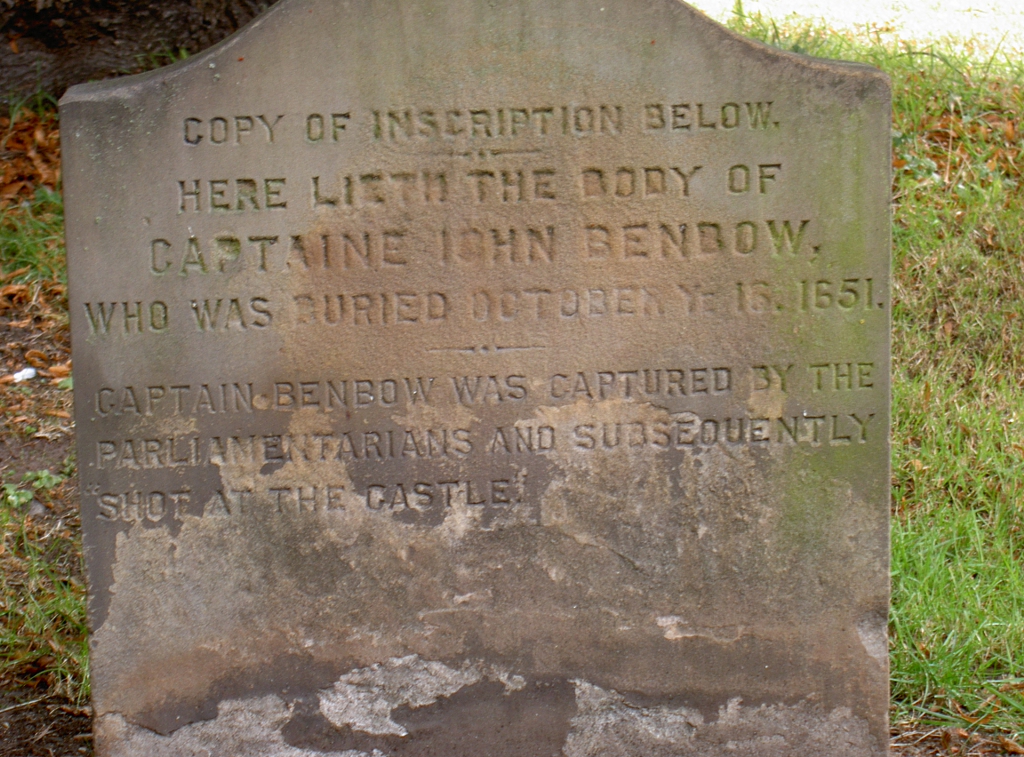 COPY OF INSCRIPTION BELOW.
HERE LIETH THE BODY OF
CAPTAINE IOHN BENBOW,
WHO WAS BURIED OCTOBER Ye 16. 1651.
CAPTAIN BENBOW WAS CAPTURED BY THE
PARLIAMENTARIANS AND SUBSEQUENTLY
SHOT AT THE CASTLE.